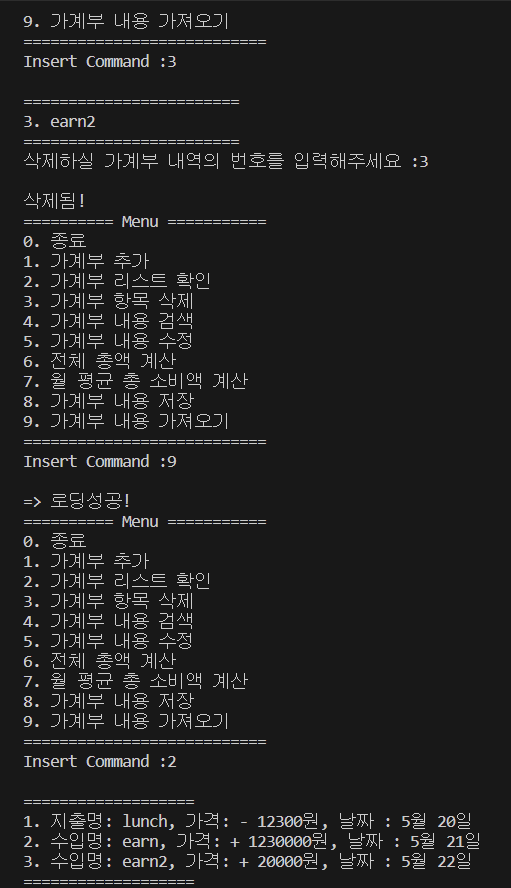 9. 가계부 내용 가져오기
===========================
Insert Command :3
========================
3. earn2
========================
삭제하실 가계부 내역의 번호를 입력해주세요 :3
삭제됨!
========== Menu ===========
0. 종료
1. 가계부 추가
2. 가계부 리스트 확인
3. 가계부 항목 삭제
4. 가계부 내용 검색
5. 가계부 내용 수정
6. 전체 총액 계산
7. 월 평균 총 소비액 계산
8. 가계부 내용 저장
9. 가계부 내용 가져오기
===========================
Insert Command :9
=> 로딩성공!
========== Menu ===========
0. 종료
1. 가계부 추가
2. 가계부 리스트 확인
3. 가계부 항목 삭제
4. 가계부 내용 검색
5. 가계부 내용 수정
6. 전체 총액 계산
7. 월 평균 총 소비액 계산
8. 가계부 내용 저장
9. 가계부 내용 가져오기
===========================
Insert Command :2
===================
1. 지출명: lunch, 가격: - 12300원, 날짜 : 5월 20일
2. 수입명: earn, 가격: + 1230000원, 날짜 : 5월 21일
3. 수입명: earn2, 가격: + 20000원, 날짜 : 5월 22일
===================